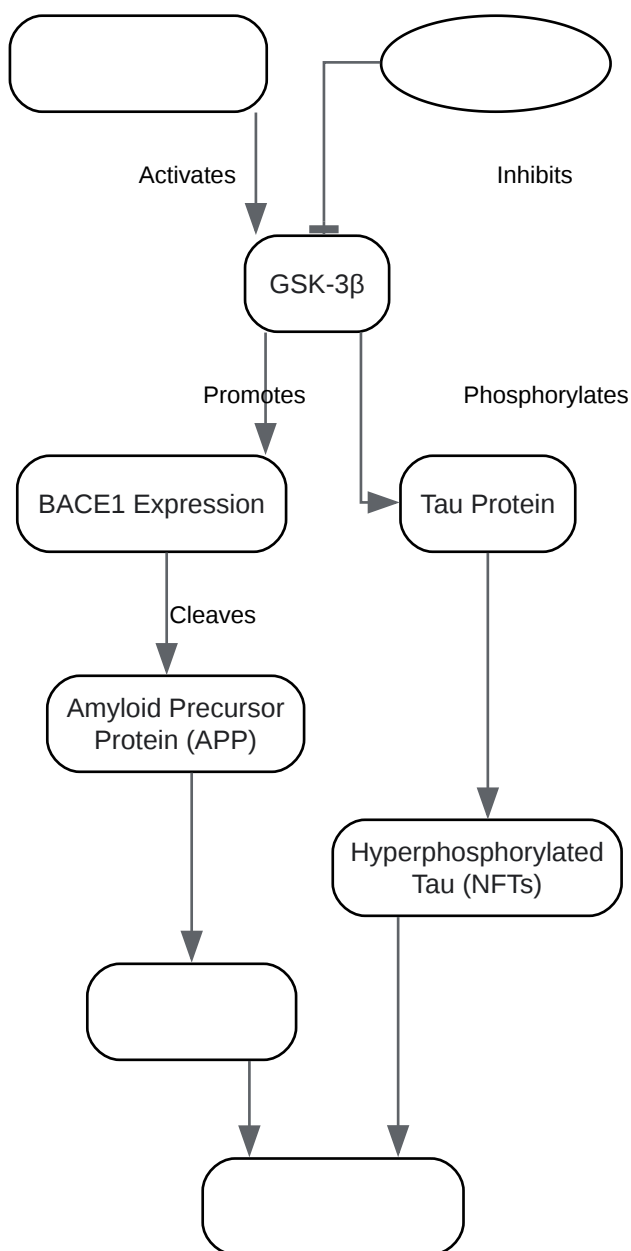 Activates
Inhibits
GSK-3β
Promotes
Phosphorylates
BACE1 Expression
Tau Protein
Cleaves
Amyloid Precursor
Protein (APP)
Hyperphosphorylated
Tau (NFTs)